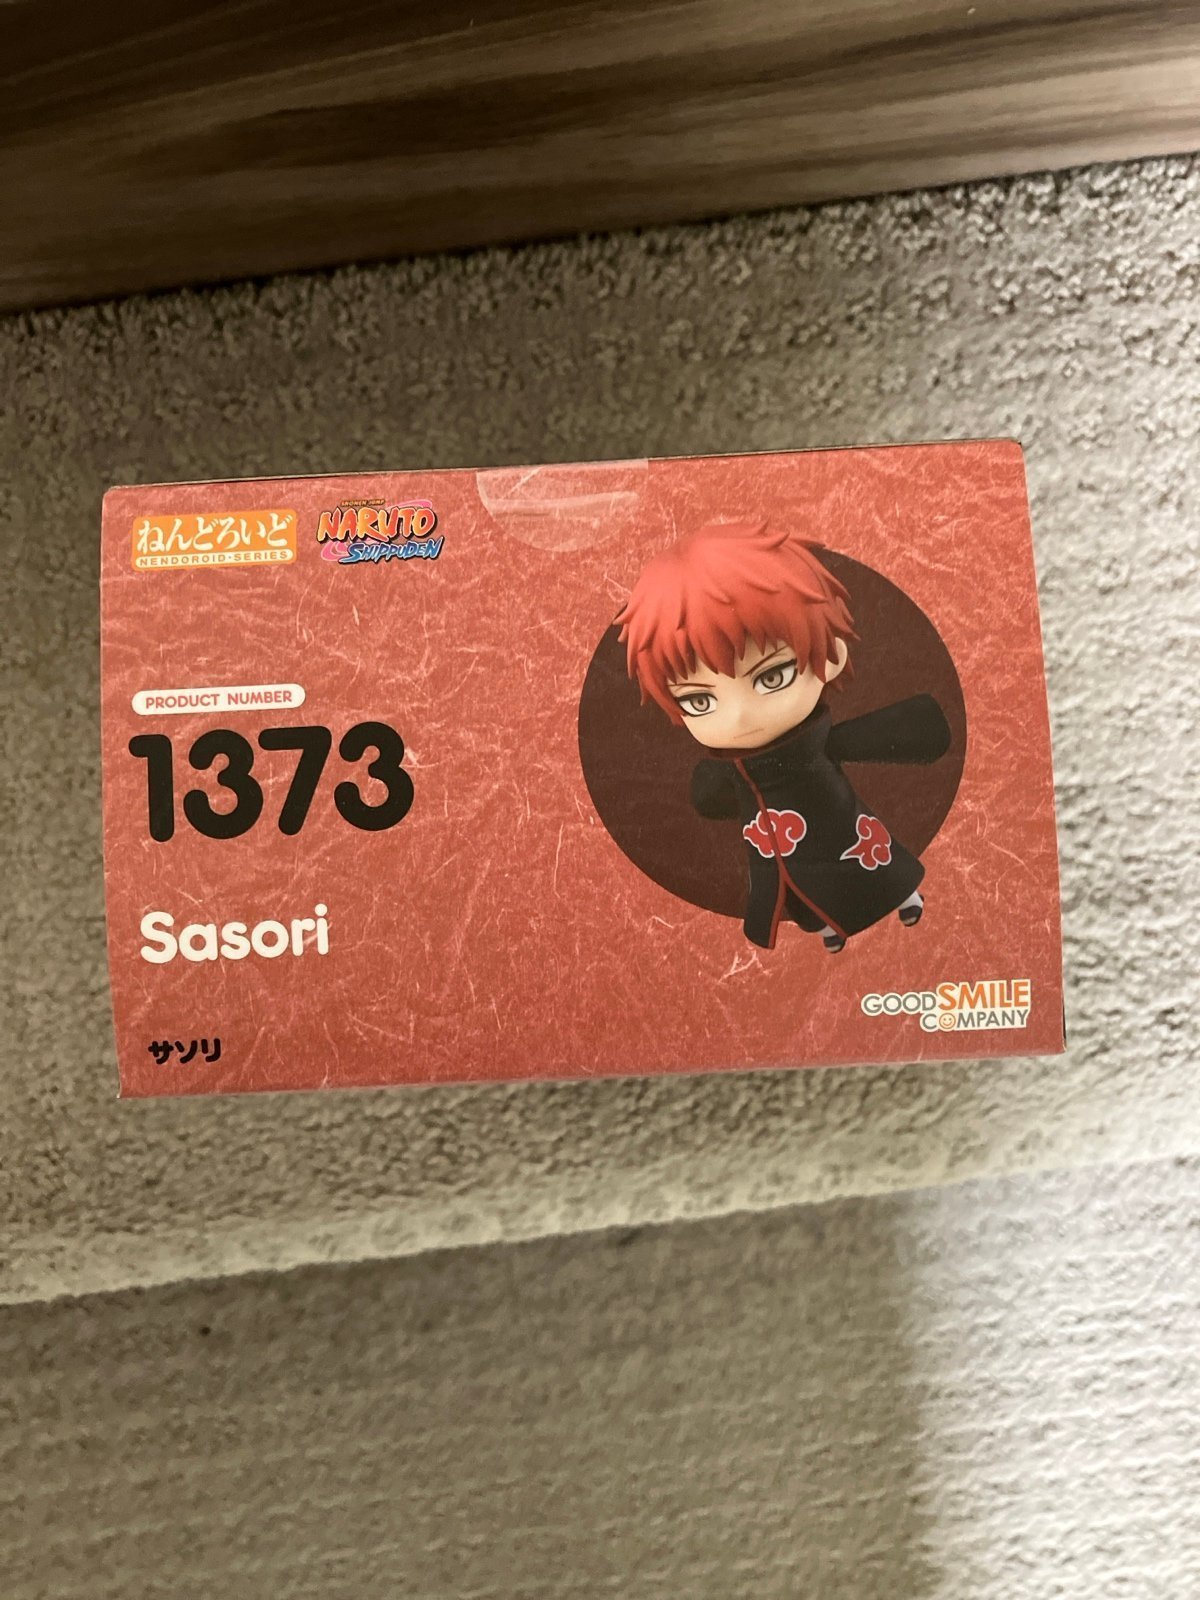 ねんどろいど
NENDOROID·SERIES
SHONEN JUMP
NARUTO
SHIPPUDEN
PRODUCT NUMBER
1373
Sasori
サソリ
GOOD SMILE
COMPANY